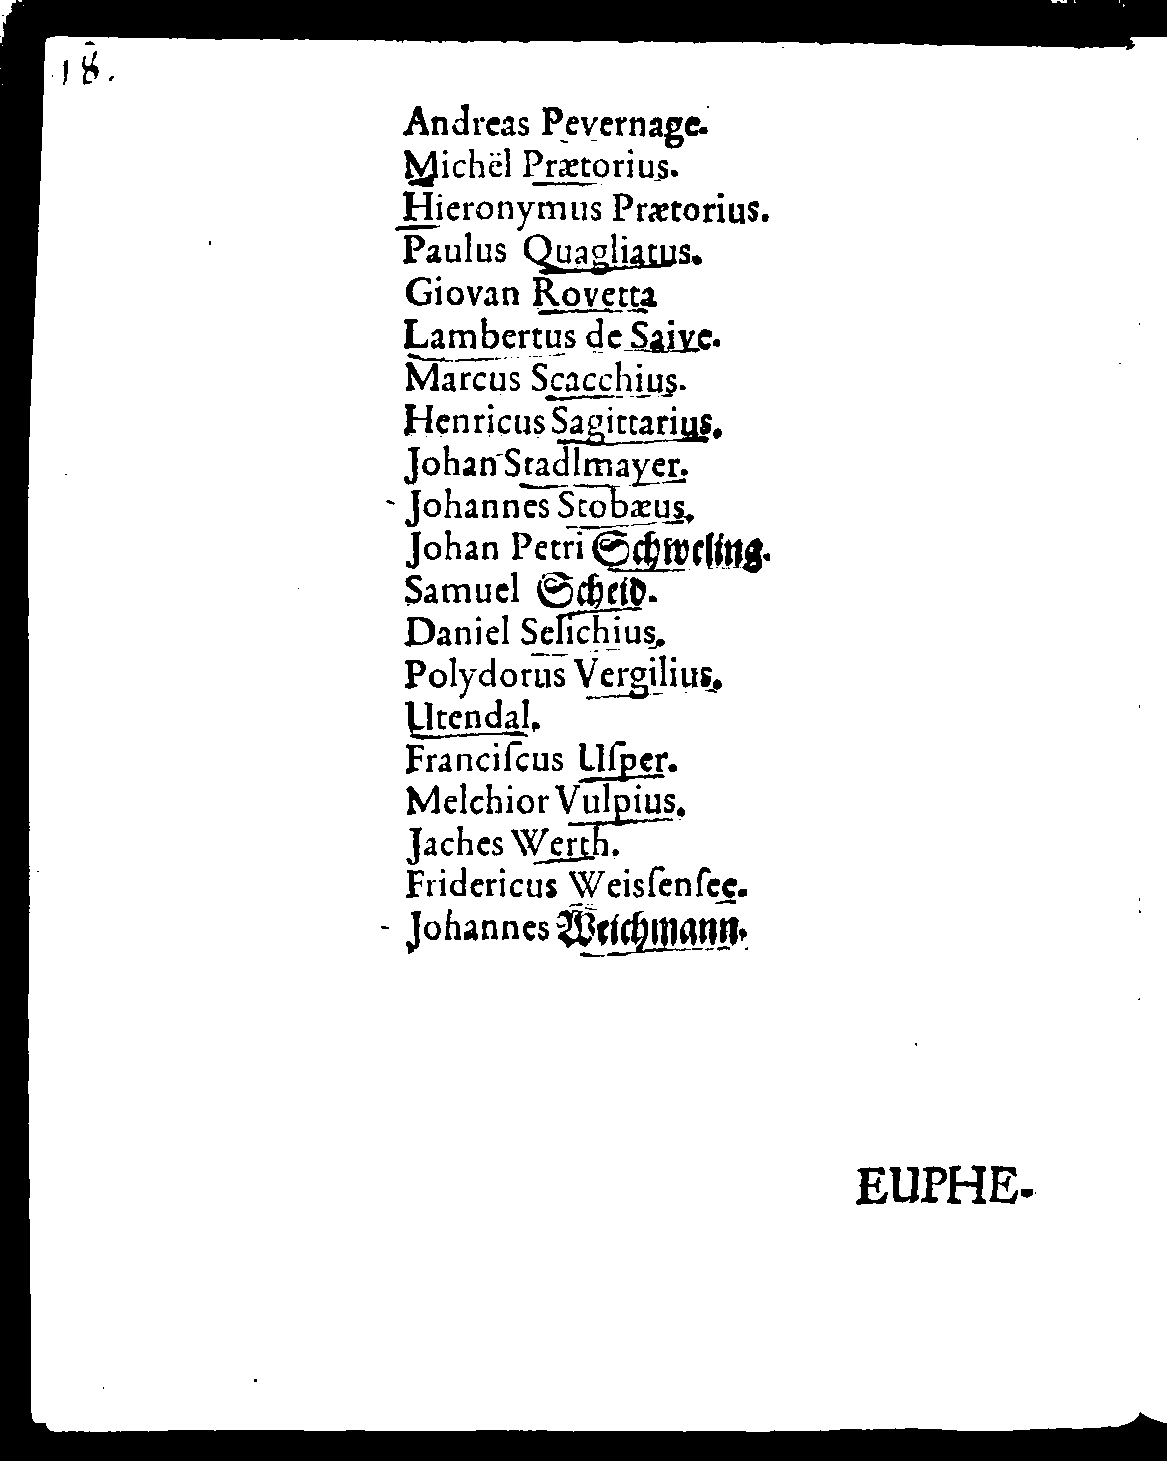 18.
Andreas Pevernage.
Michël Prætorius.
Hieronymus Prætorius.
Paulus Quagliatus.
Giovan Rovetta
Lambertus de Saive.
Marcus Scacchius.
Henricus Sagittarius.
Johan Stadlmayer.
Johannes Stobæus.
Johan Petri Schweling.
Samuel Scheid.
Daniel Selichius.
Polydorus Vergilius.
Utendal.
Franciſcus Uſper.
Melchior Vulpius.
Jaches Werth.
Fridericus Weisſenſee.
Johannes Weichmann.
EUPHE-